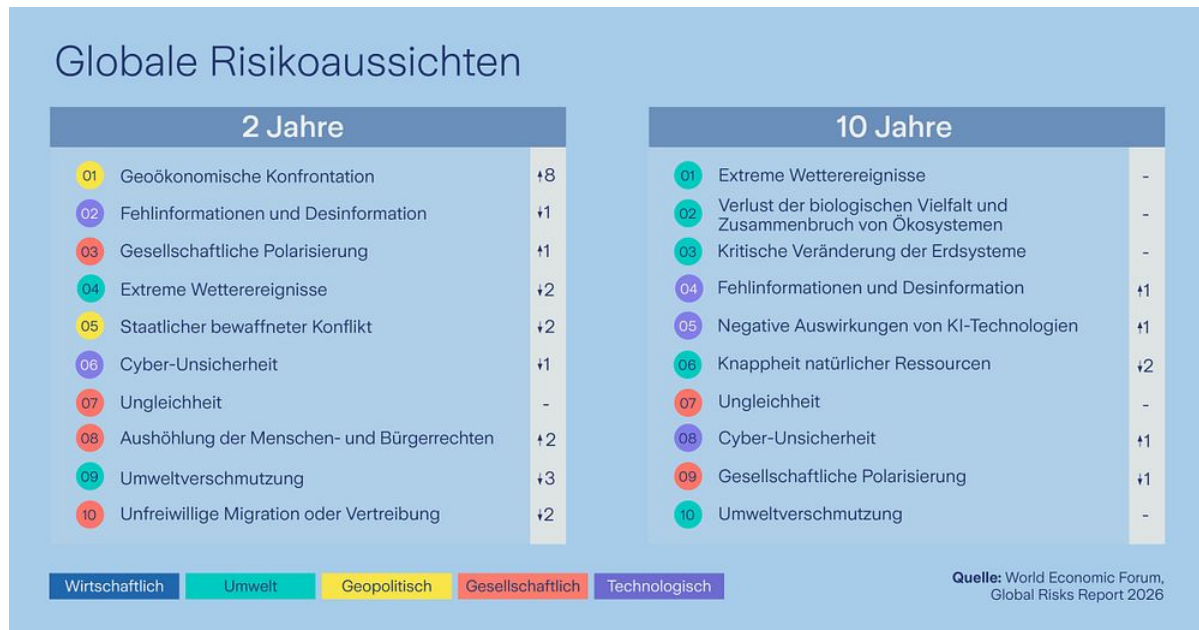 Globale Risikoaussichten
2 Jahre
01 Geoökonomische Konfrontation ↑8
02 Fehlinformationen und Desinformation ↓1
03 Gesellschaftliche Polarisierung ↑1
04 Extreme Wetterereignisse ↓2
05 Staatlicher bewaffneter Konflikt ↓2
06 Cyber-Unsicherheit ↓1
07 Ungleichheit -
08 Aushöhlung der Menschen- und Bürgerrechten ↑2
09 Umweltverschmutzung ↓3
10 Unfreiwillige Migration oder Vertreibung ↓2
10 Jahre
01 Extreme Wetterereignisse -
02 Verlust der biologischen Vielfalt und
Zusammenbruch von Ökosystemen -
03 Kritische Veränderung der Erdsysteme -
04 Fehlinformationen und Desinformation ↑1
05 Negative Auswirkungen von KI-Technologien ↑1
06 Knappheit natürlicher Ressourcen ↓2
07 Ungleichheit -
08 Cyber-Unsicherheit ↑1
09 Gesellschaftliche Polarisierung ↓1
10 Umweltverschmutzung -
Wirtschaftlich Umwelt Geopolitisch Gesellschaftlich Technologisch
Quelle: World Economic Forum,
Global Risks Report 2026